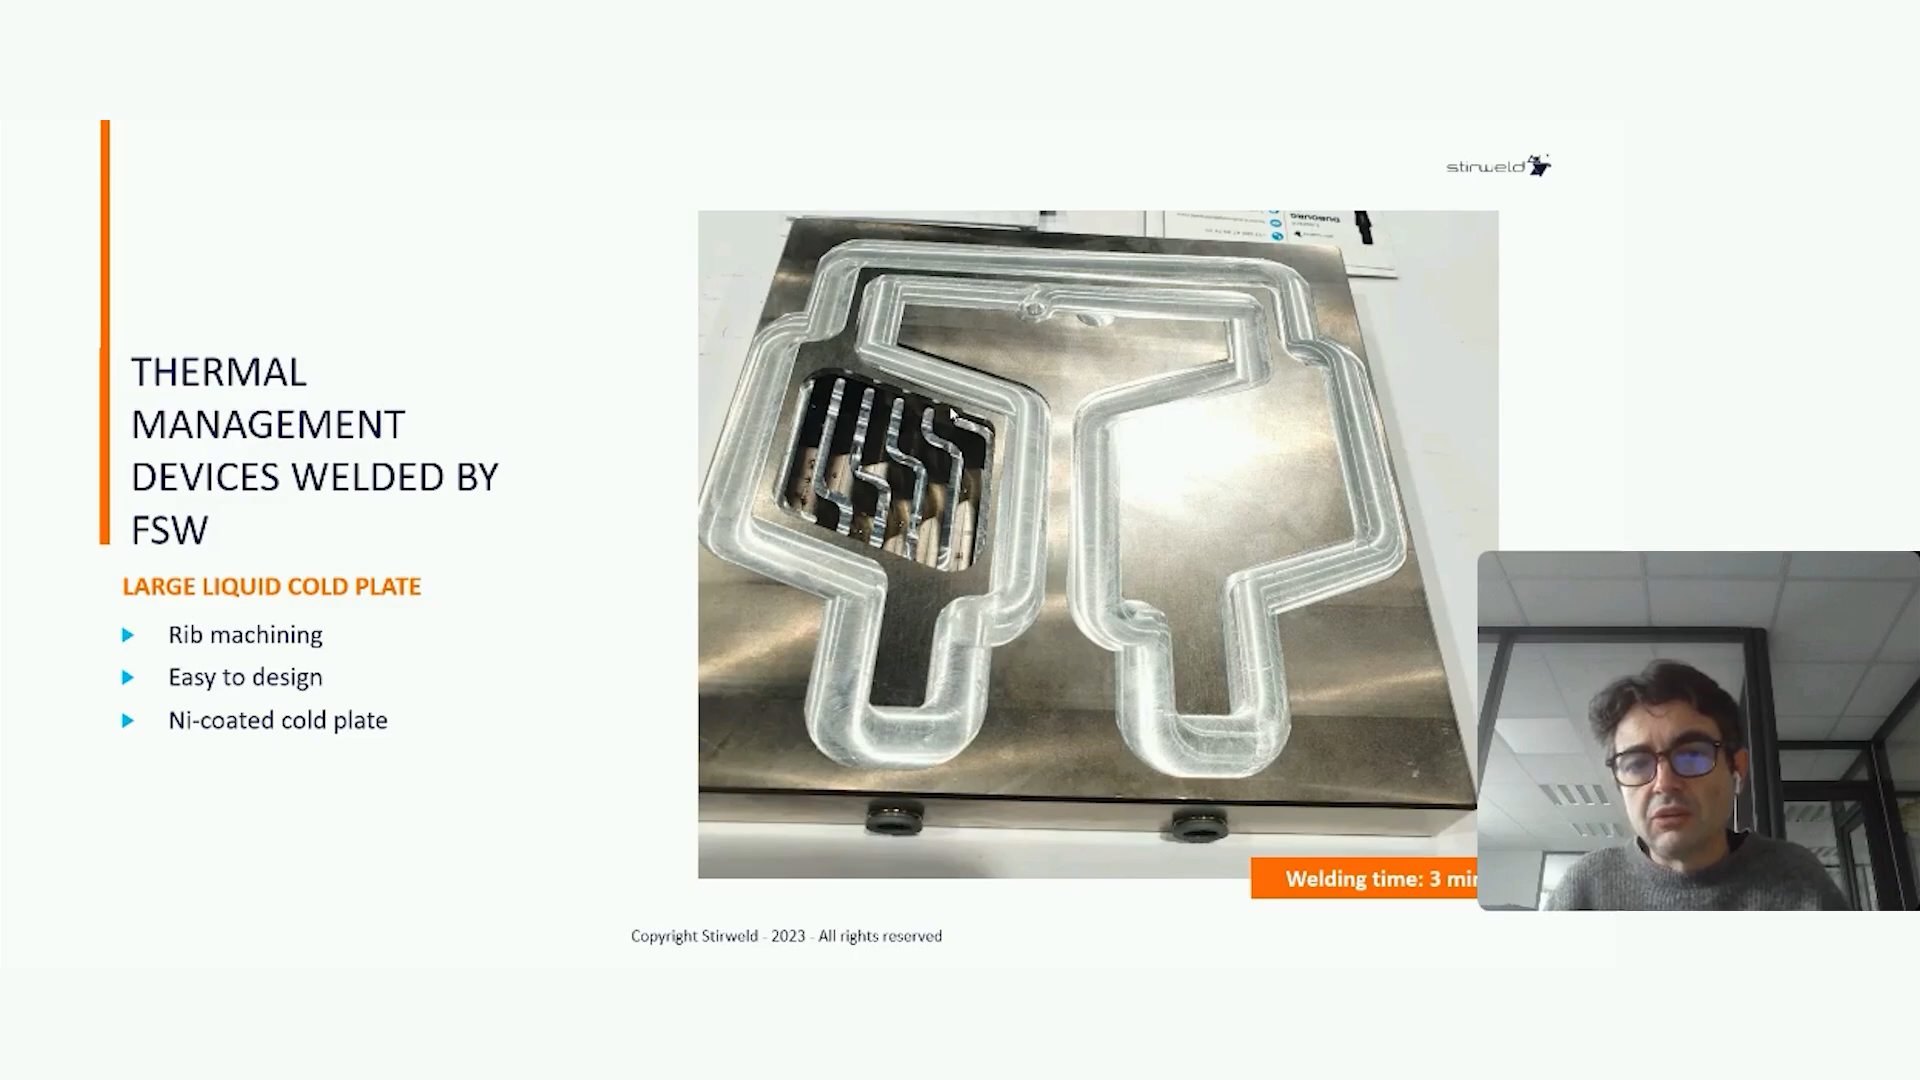 stirweld
THERMAL
MANAGEMENT
DEVICES WELDED BY
FSW
LARGE LIQUID COLD PLATE
Rib machining
Easy to design
Ni-coated cold plate
Welding time: 3 min
Copyright Stirweld - 2023 - All rights reserved